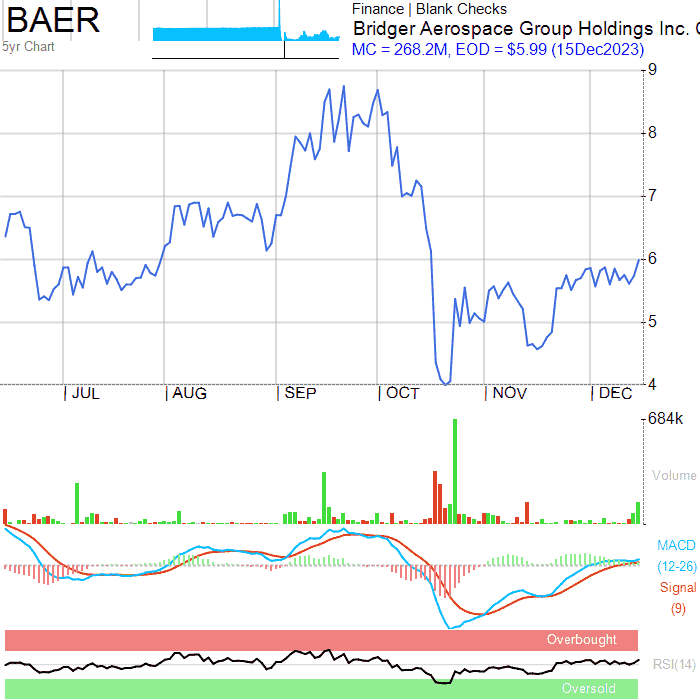 BAER
5yr Chart
Finance | Blank Checks
Bridger Aerospace Group Holdings Inc.
MC = 268.2M, EOD = $5.99 (15Dec2023)
9
8
7
6
5
4
JUL
AUG
SEP
OCT
NOV
DEC
684k
Volume
MACD
(12-26)
Signal
(9)
Overbought
RSI(14)
Oversold